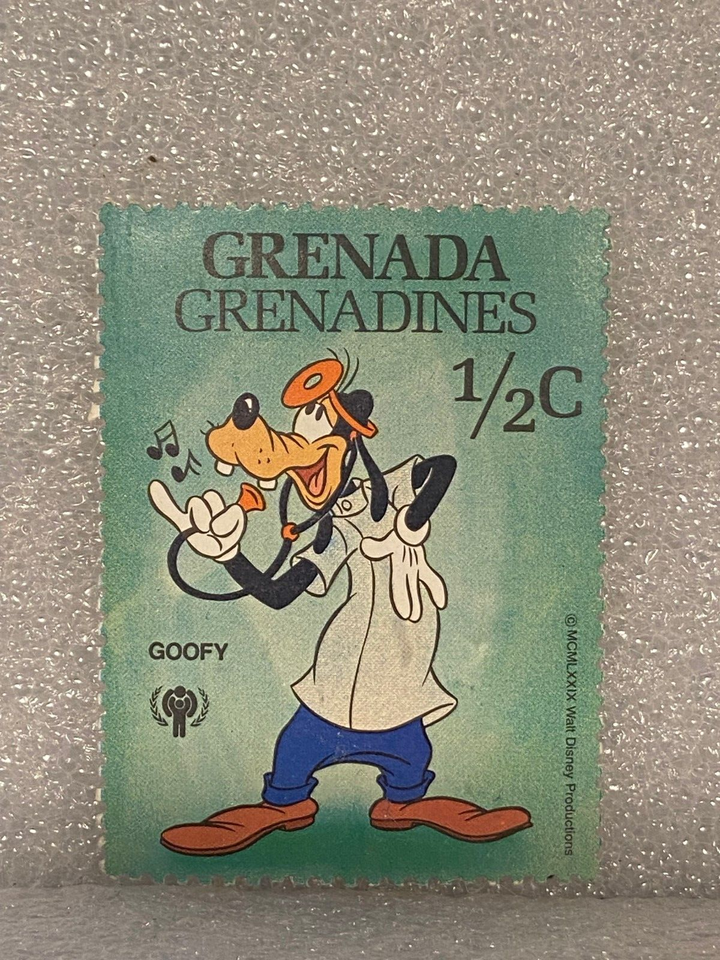 GRENADA
GRENADINES
1/2C
GOOFY
© MCMLXXIX Walt Disney Productions